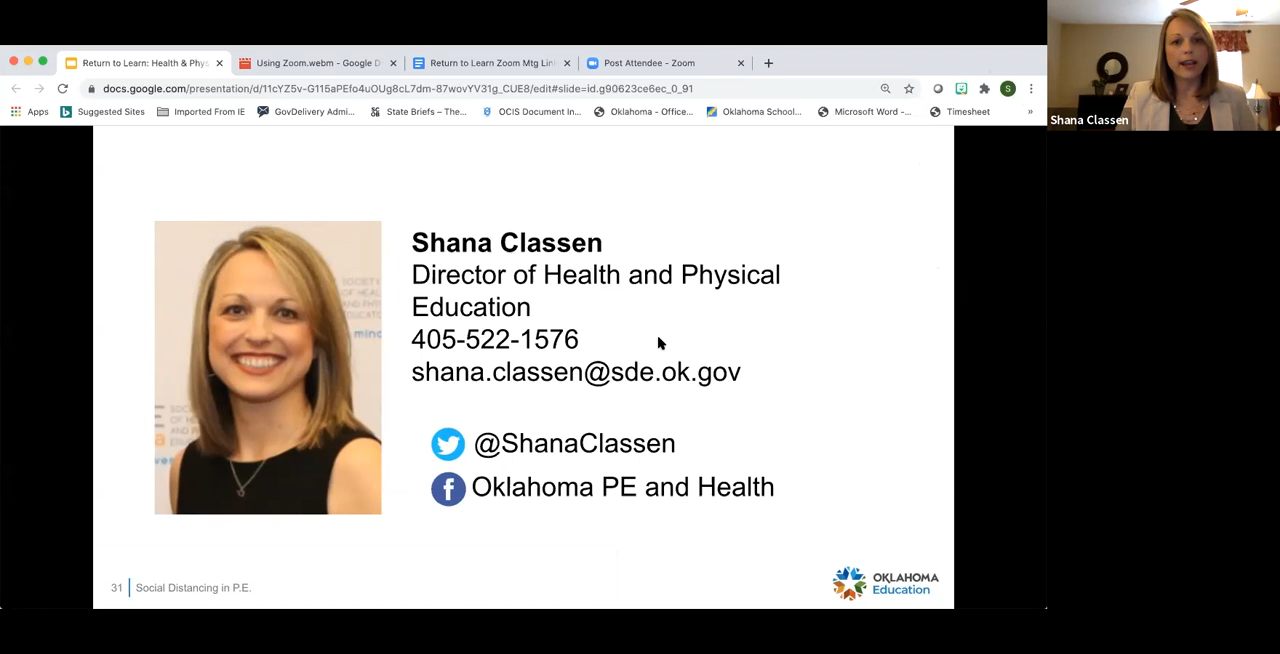 Return to Learn: Health & Phys
Using Zoom.webm - Google D
Return to Learn Zoom Mtg Lin
Post Attendee - Zoom
docs.google.com/presentation/d/11cYZ5v-G115aPEfo4uOUg8cL7dm-87wovYV31g_CUE8/edit#slide=id.g90623ce6ec_0_91
S
Apps
Suggested Sites
Imported From IE
GovDelivery Admi...
State Briefs – The...
OCIS Document In...
Oklahoma - Office...
Oklahoma School...
Microsoft Word -...
Timesheet
»
Shana Classen
Shana Classen
Director of Health and Physical
Education
405-522-1576
shana.classen@sde.ok.gov
@ShanaClassen
Oklahoma PE and Health
31
Social Distancing in P.E.
OKLAHOMA
Education